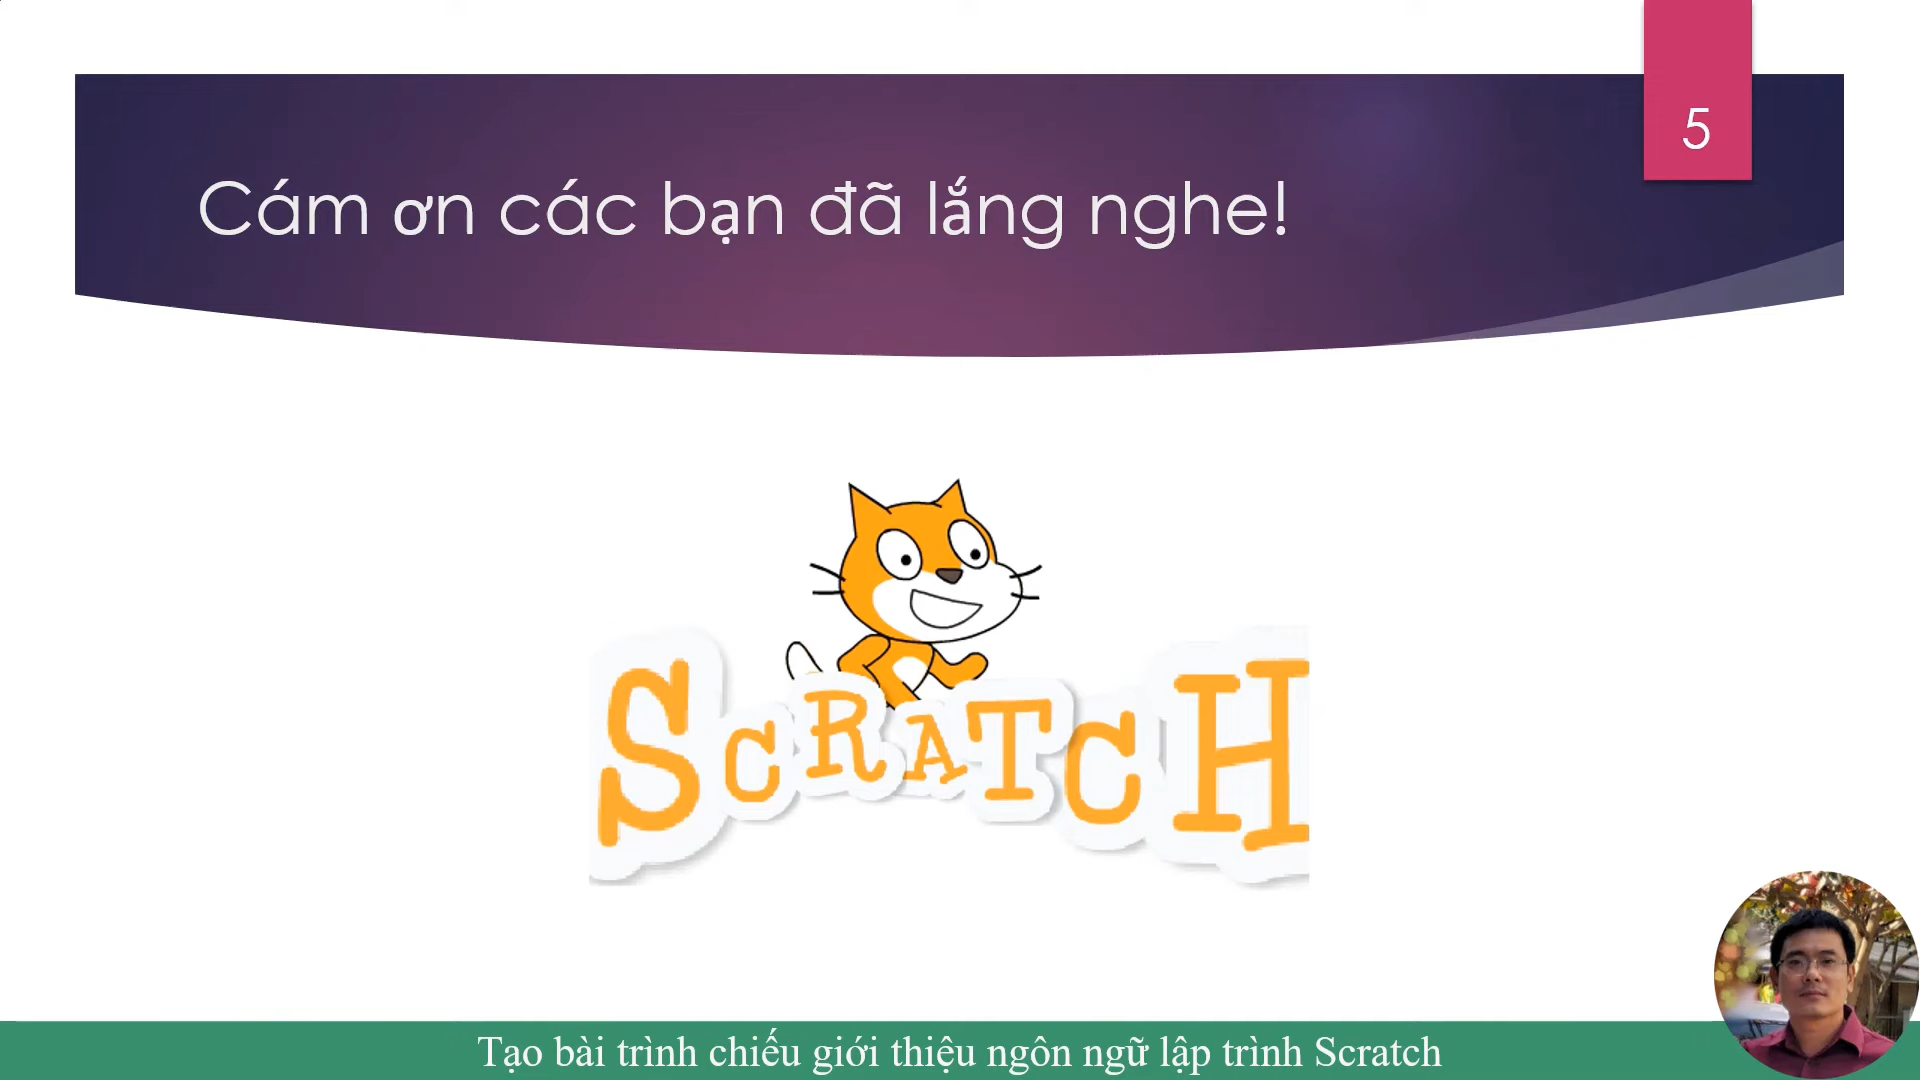 5
Cám ơn các bạn đã lắng nghe!
SCRATCH
Tạo bài trình chiếu giới thiệu ngôn ngữ lập trình Scratch